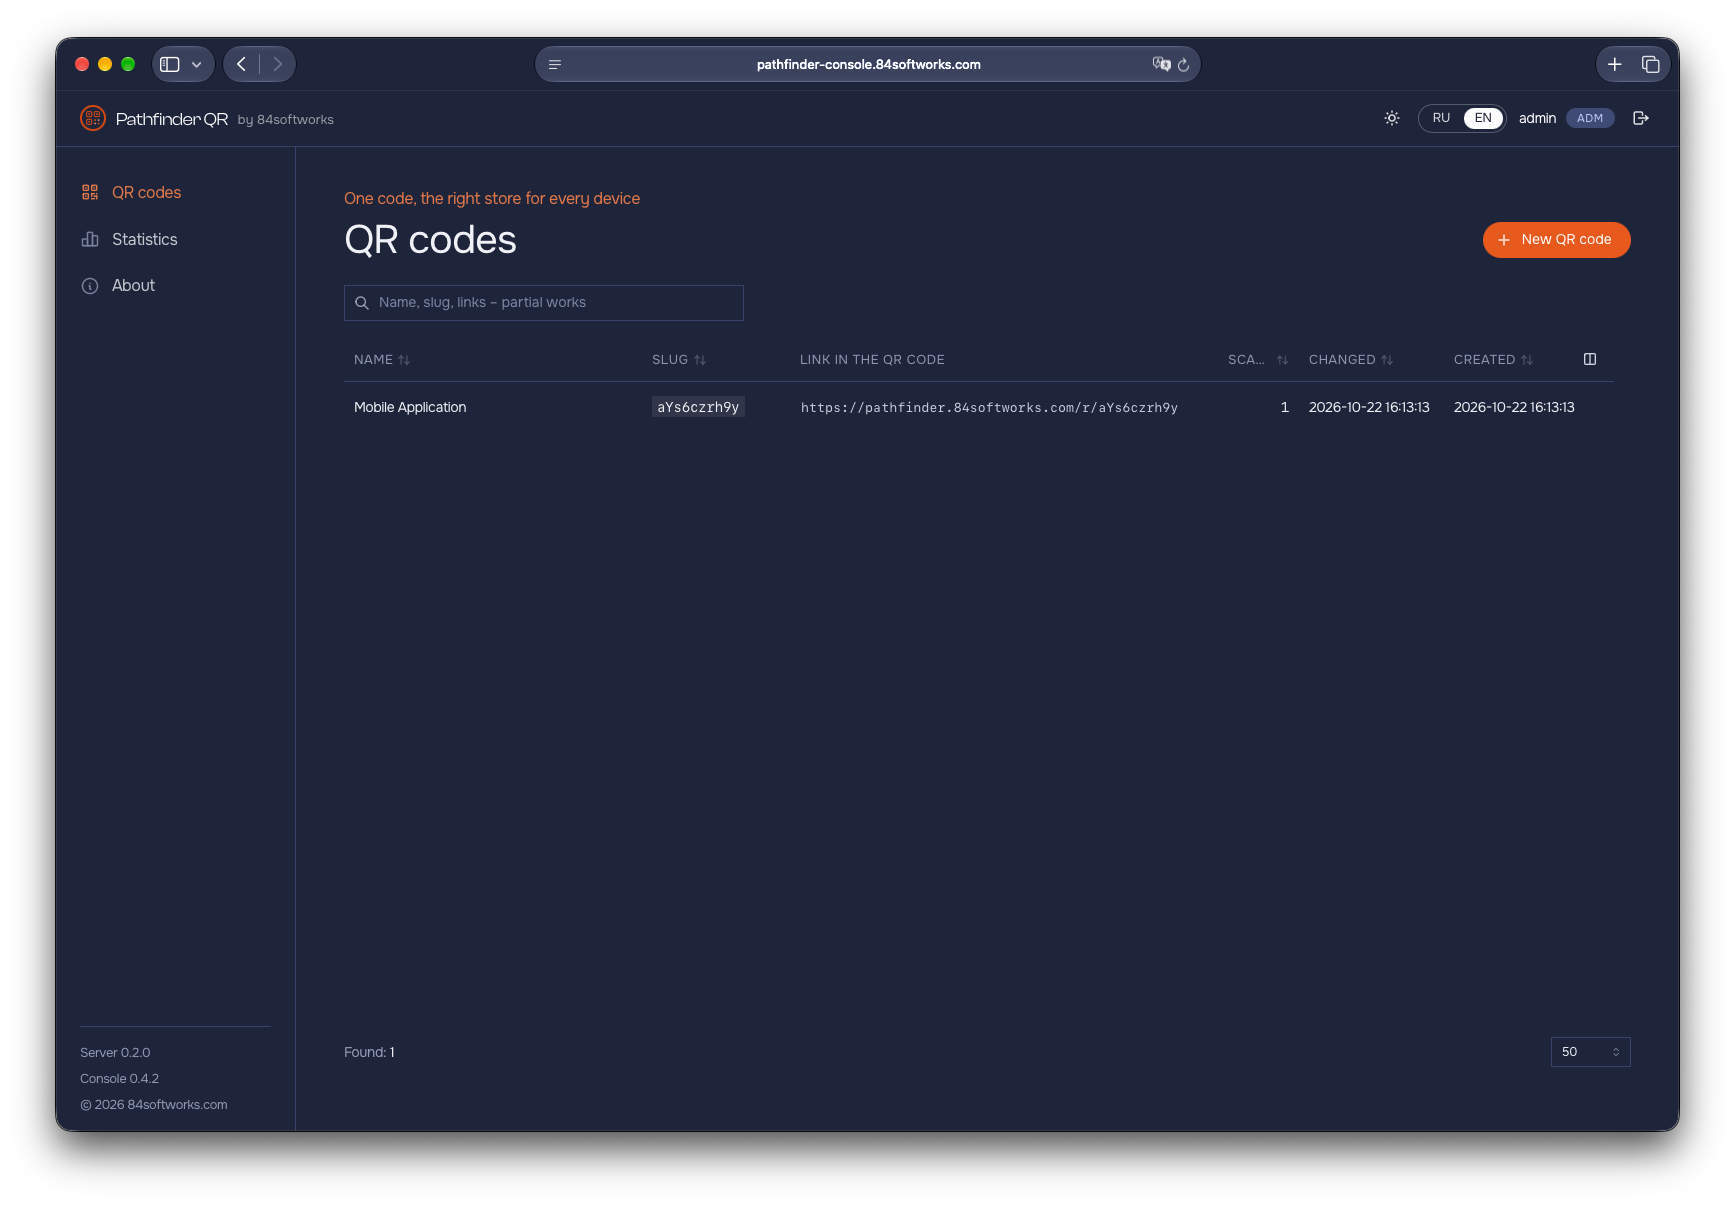 pathfinder-console.84softworks.com
Pathfinder QR by 84softworks
RU EN admin ADM
QR codes
Statistics
About
One code, the right store for every device
QR codes
New QR code
Name, slug, links – partial works
NAME SLUG LINK IN THE QR CODE SCA... CHANGED CREATED
Mobile Application aYs6czrh9y https://pathfinder.84softworks.com/r/aYs6czrh9y 1 2026-10-22 16:13:13 2026-10-22 16:13:13
Found: 1
50
Server 0.2.0
Console 0.4.2
© 2026 84softworks.com